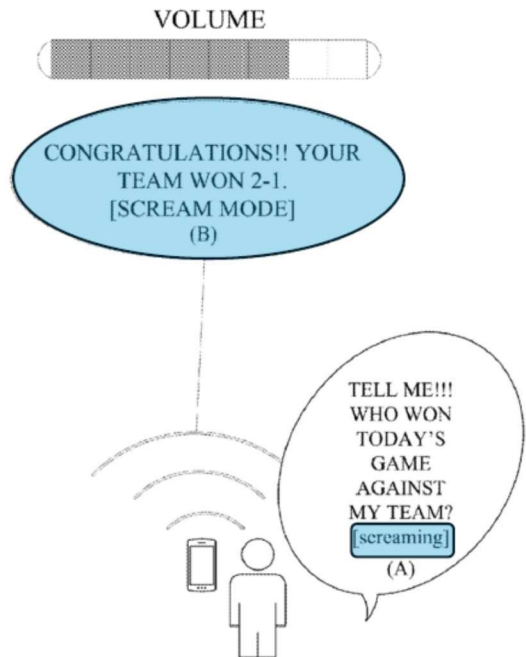 VOLUME
CONGRATULATIONS!! YOUR
TEAM WON 2-1.
[SCREAM MODE]
(B)
TELL ME!!!
WHO WON
TODAY'S
GAME
AGAINST
MY TEAM?
[screaming]
(A)